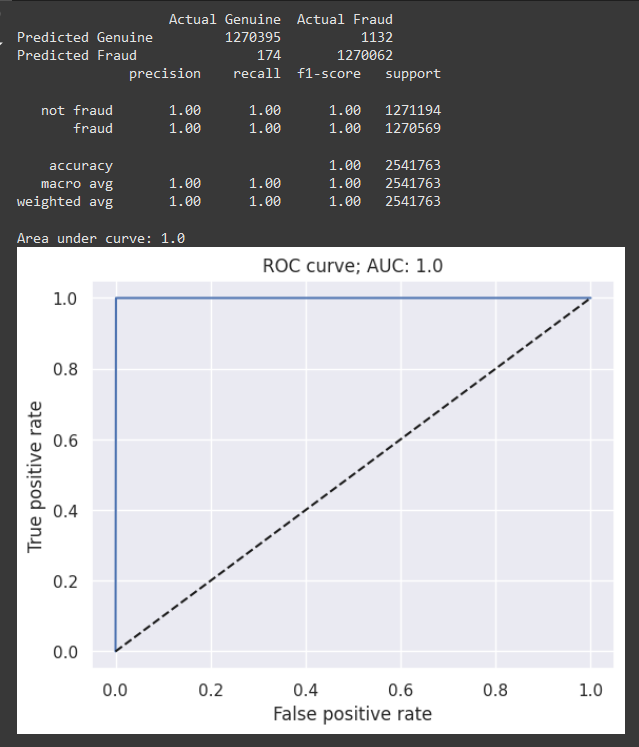 Actual Genuine Actual Fraud
Predicted Genuine 1270395 1132
Predicted Fraud 174 1270062
precision recall f1-score support
not fraud 1.00 1.00 1.00 1271194
fraud 1.00 1.00 1.00 1270569
accuracy 1.00 2541763
macro avg 1.00 1.00 1.00 2541763
weighted avg 1.00 1.00 1.00 2541763
Area under curve: 1.0
ROC curve; AUC: 1.0
True positive rate
1.0
0.8
0.6
0.4
0.2
0.0
0.0 0.2 0.4 0.6 0.8 1.0
False positive rate